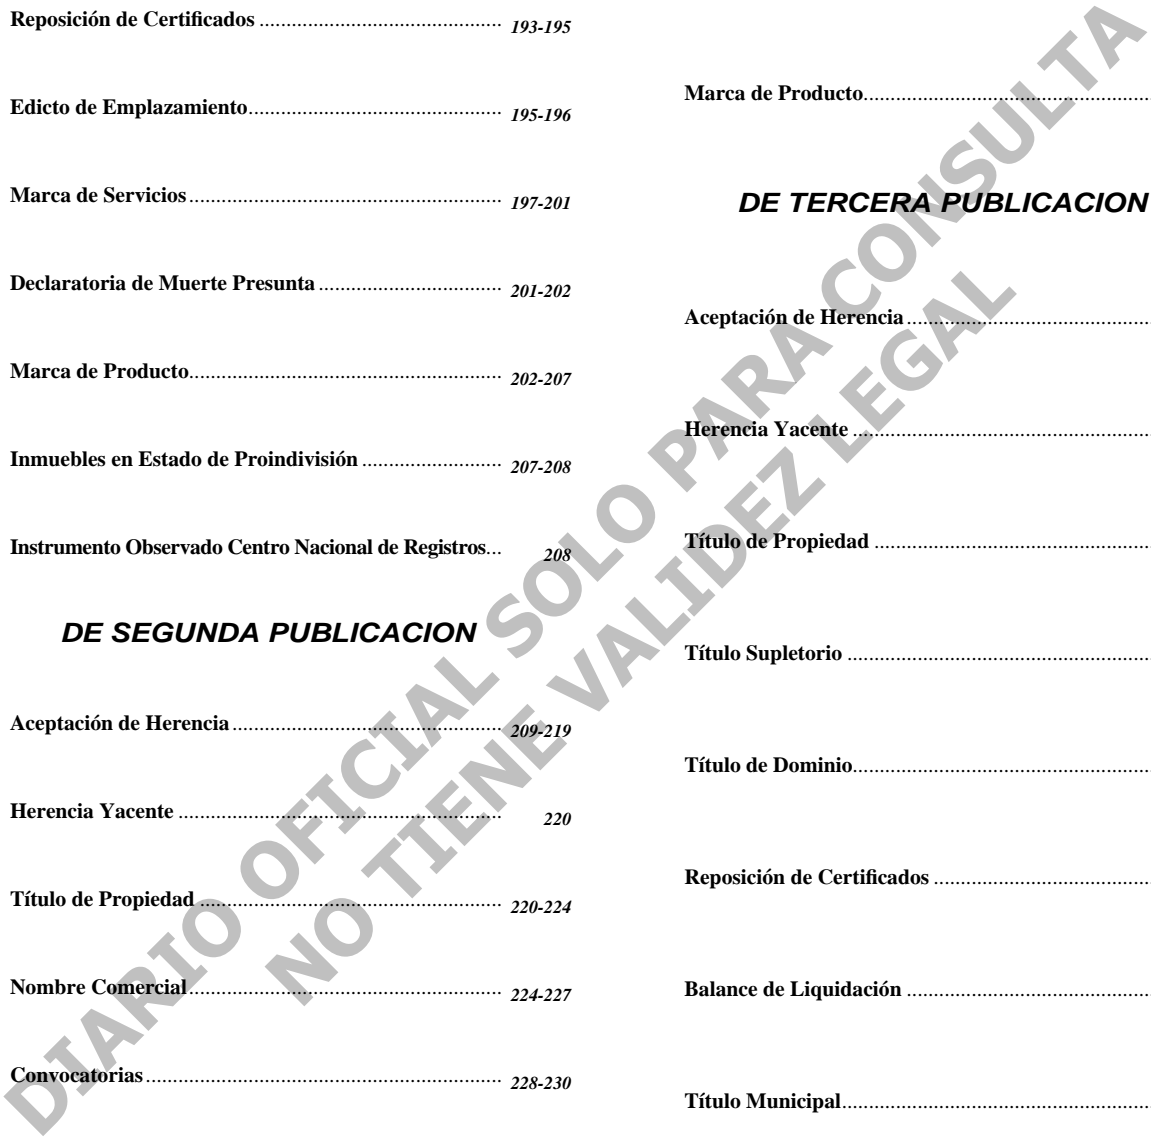 Reposición de Certificados ............................................. 193-195
Edicto de Emplazamiento............................................... 195-196
Marca de Servicios.......................................................... 197-201
Declaratoria de Muerte Presunta .................................. 201-202
Marca de Producto.......................................................... 202-207
Inmuebles en Estado de Proindivisión .......................... 207-208
Instrumento Observado Centro Nacional de Registros... 208
DE SEGUNDA PUBLICACION
Aceptación de Herencia.................................................. 209-219
Herencia Yacente ............................................................ 220
Título de Propiedad ........................................................ 220-224
Nombre Comercial.......................................................... 224-227
Convocatorias.................................................................. 228-230
Marca de Producto.....................................................
DE TERCERA PUBLICACION
Aceptación de Herencia.............................................
Herencia Yacente .......................................................
Título de Propiedad ...................................................
Título Supletorio ........................................................
Título de Dominio.......................................................
Reposición de Certificados ........................................
Balance de Liquidación .............................................
Título Municipal.........................................................
DIARIO OFICIAL SOLO PARA CONSULTA
NO TIENE VALIDEZ LEGAL